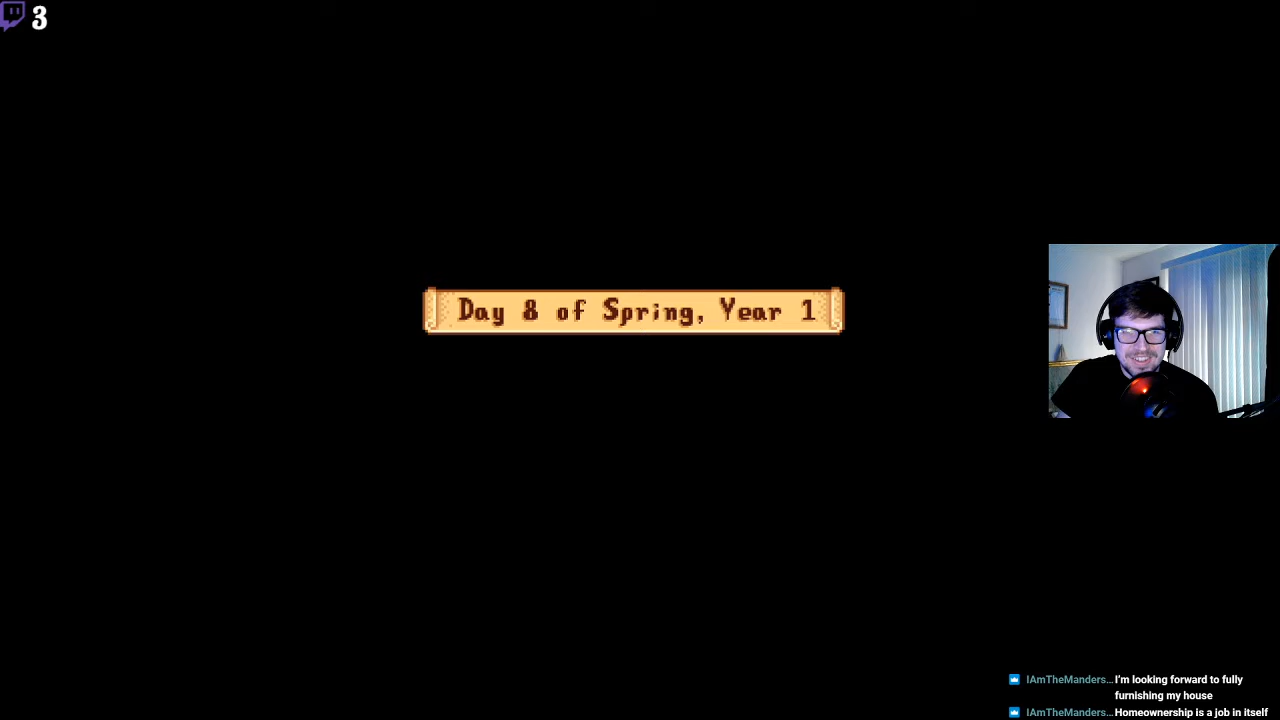 3
Day 8 of Spring, Year 1
IAmTheManders... I'm looking forward to fully
furnishing my house
IAmTheManders... Homeownership is a job in itself